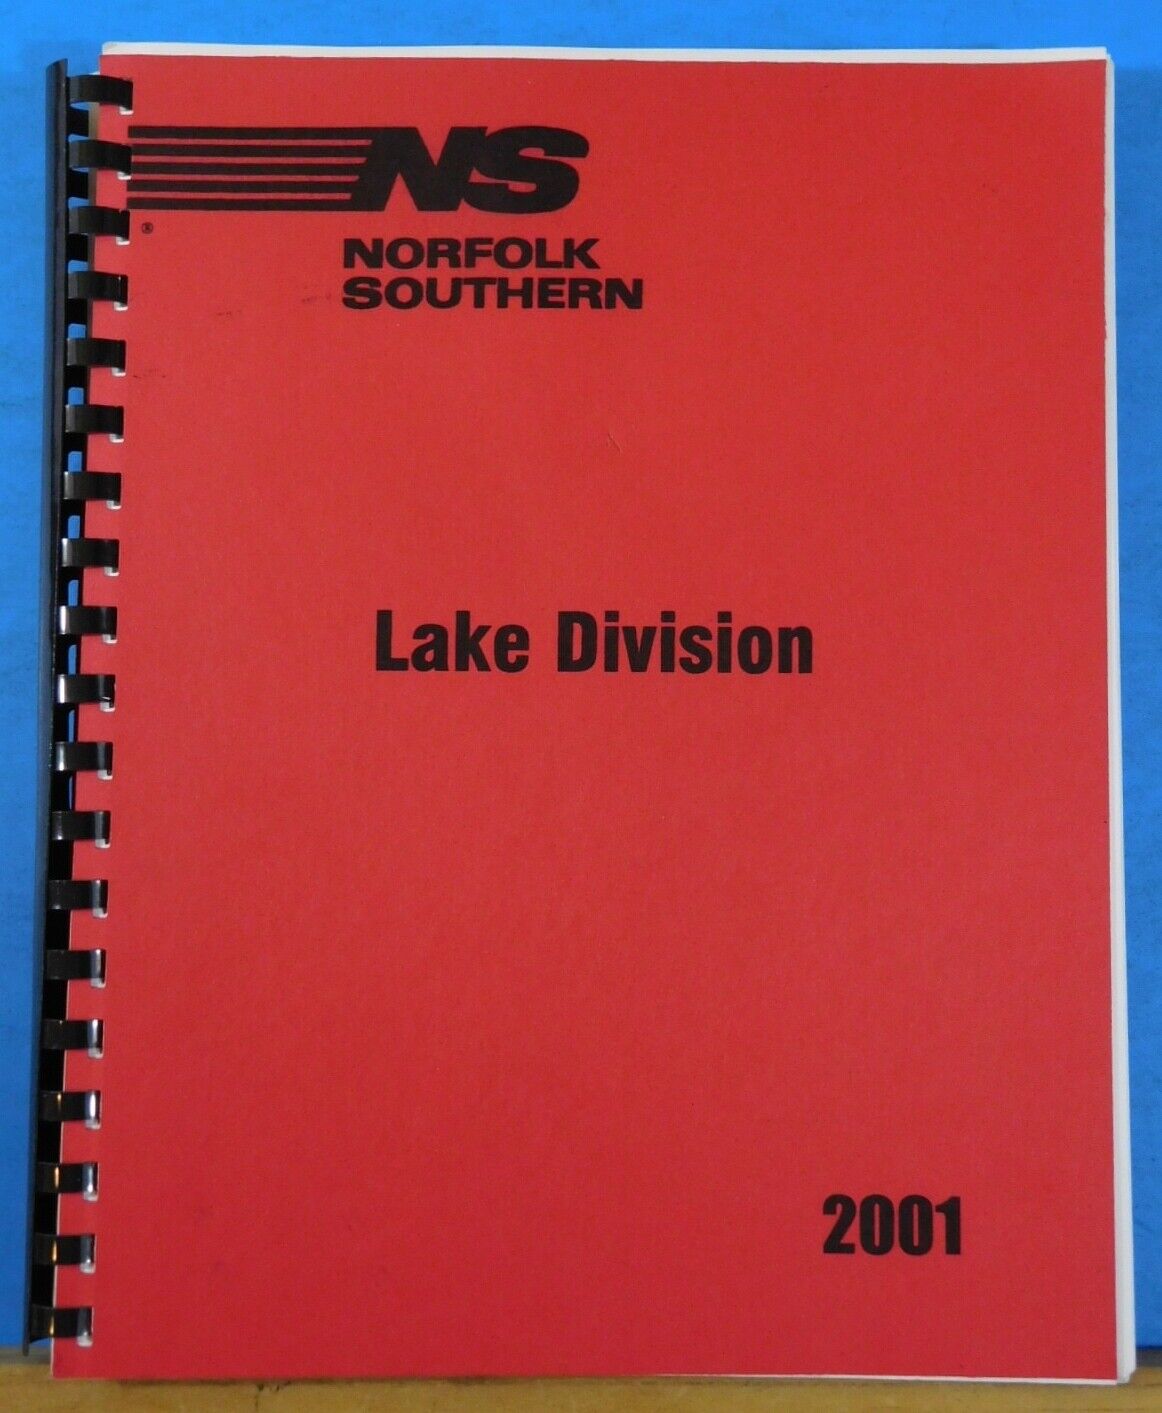 NS
®
NORFOLK
SOUTHERN
Lake Division
2001